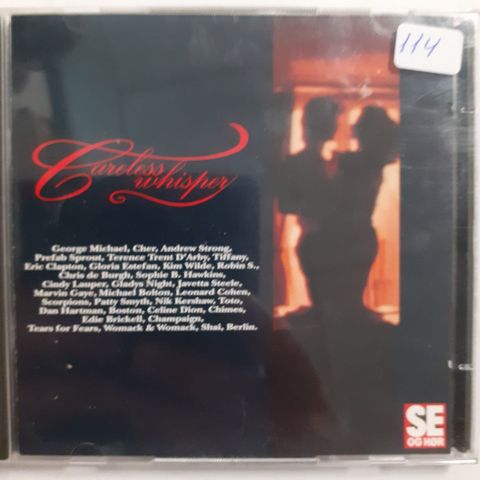 114
Careless
whisper
George Michael, Cher, Andrew Strong,
Prefab Sprout, Terence Trent D'Arby, Tiffany,
Eric Clapton, Gloria Estefan, Kim Wilde, Robin S.,
Chris de Burgh, Sophie B. Hawkins,
Cindy Lauper, Gladys Night, Javetta Steele,
Marvin Gaye, Michael Bolton, Leonard Cohen,
Scorpions, Patty Smyth, Nik Kershaw, Toto,
Dan Hartman, Boston, Celine Dion, Chimes,
Edie Brickell, Champaign,
Tears for Fears, Womack & Womack, Shai, Berlin.
SE
OG HØR